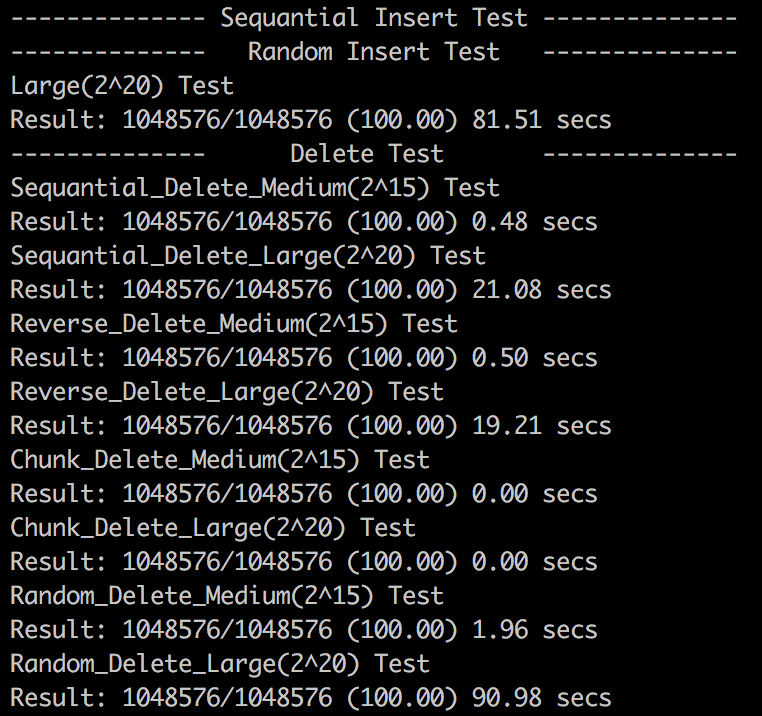 -------------- Sequantial Insert Test --------------
--------------   Random Insert Test   --------------
Large(2^20) Test
Result: 1048576/1048576 (100.00) 81.51 secs
--------------      Delete Test       --------------
Sequantial_Delete_Medium(2^15) Test
Result: 1048576/1048576 (100.00) 0.48 secs
Sequantial_Delete_Large(2^20) Test
Result: 1048576/1048576 (100.00) 21.08 secs
Reverse_Delete_Medium(2^15) Test
Result: 1048576/1048576 (100.00) 0.50 secs
Reverse_Delete_Large(2^20) Test
Result: 1048576/1048576 (100.00) 19.21 secs
Chunk_Delete_Medium(2^15) Test
Result: 1048576/1048576 (100.00) 0.00 secs
Chunk_Delete_Large(2^20) Test
Result: 1048576/1048576 (100.00) 0.00 secs
Random_Delete_Medium(2^15) Test
Result: 1048576/1048576 (100.00) 1.96 secs
Random_Delete_Large(2^20) Test
Result: 1048576/1048576 (100.00) 90.98 secs